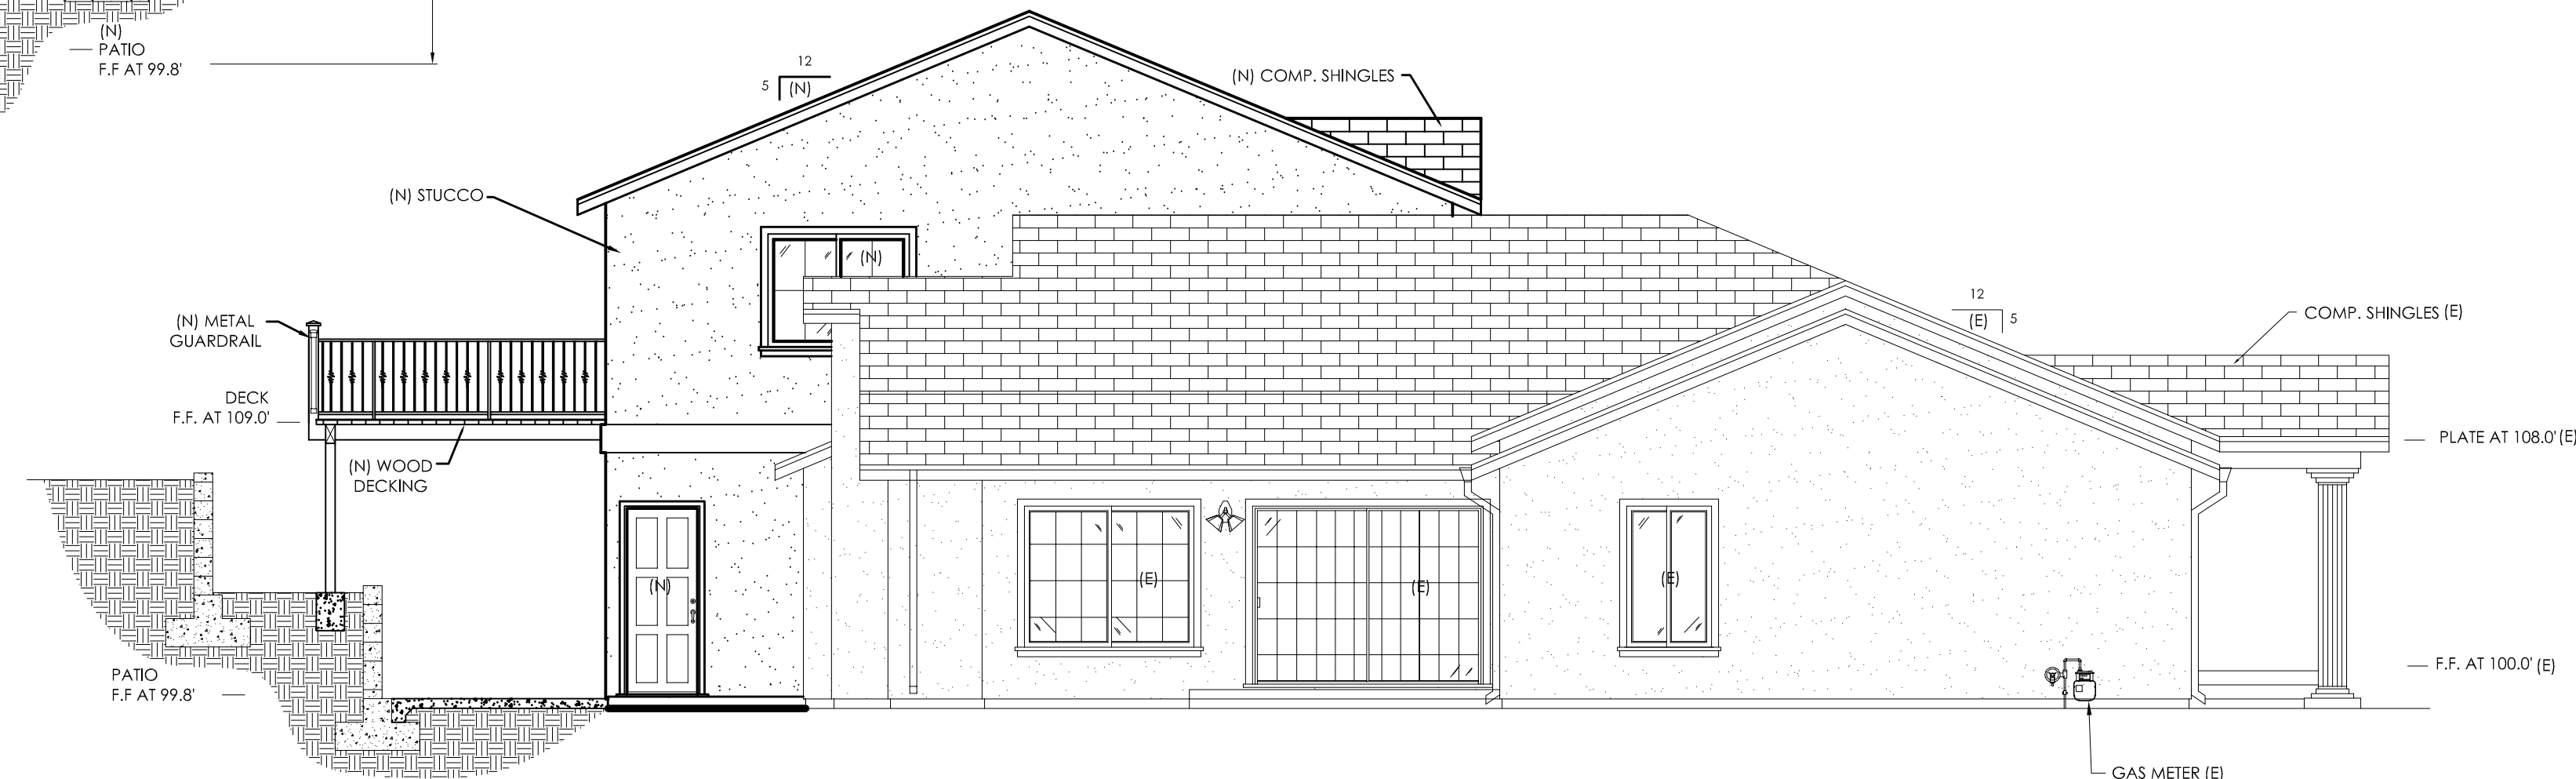 (N)
PATIO
F.F AT 99.8'
12
5 (N)
(N) COMP. SHINGLES
(N) STUCCO
(N)
(N) METAL
GUARDRAIL
12
(E) 5
COMP. SHINGLES (E)
DECK
F.F. AT 109.0'
PLATE AT 108.0' (E)
(N) WOOD
DECKING
(N)
(E)
(E)
(E)
PATIO
F.F AT 99.8'
F.F. AT 100.0' (E)
GAS METER (E)